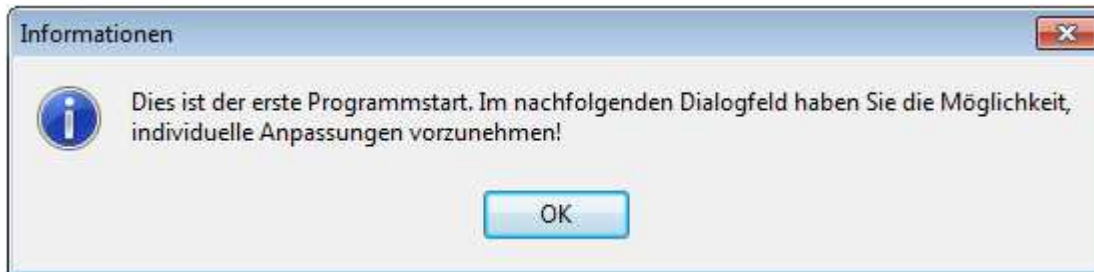 Informationen
Dies ist der erste Programmstart. Im nachfolgenden Dialogfeld haben Sie die Möglichkeit,
individuelle Anpassungen vorzunehmen!
OK